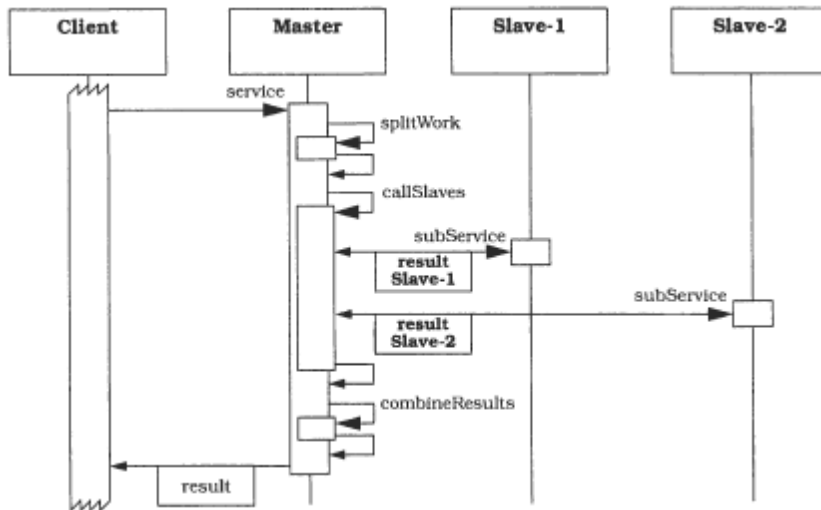 Client
Master
Slave-1
Slave-2
service
splitWork
callSlaves
subService
result
Slave-1
subService
result
Slave-2
combineResults
result